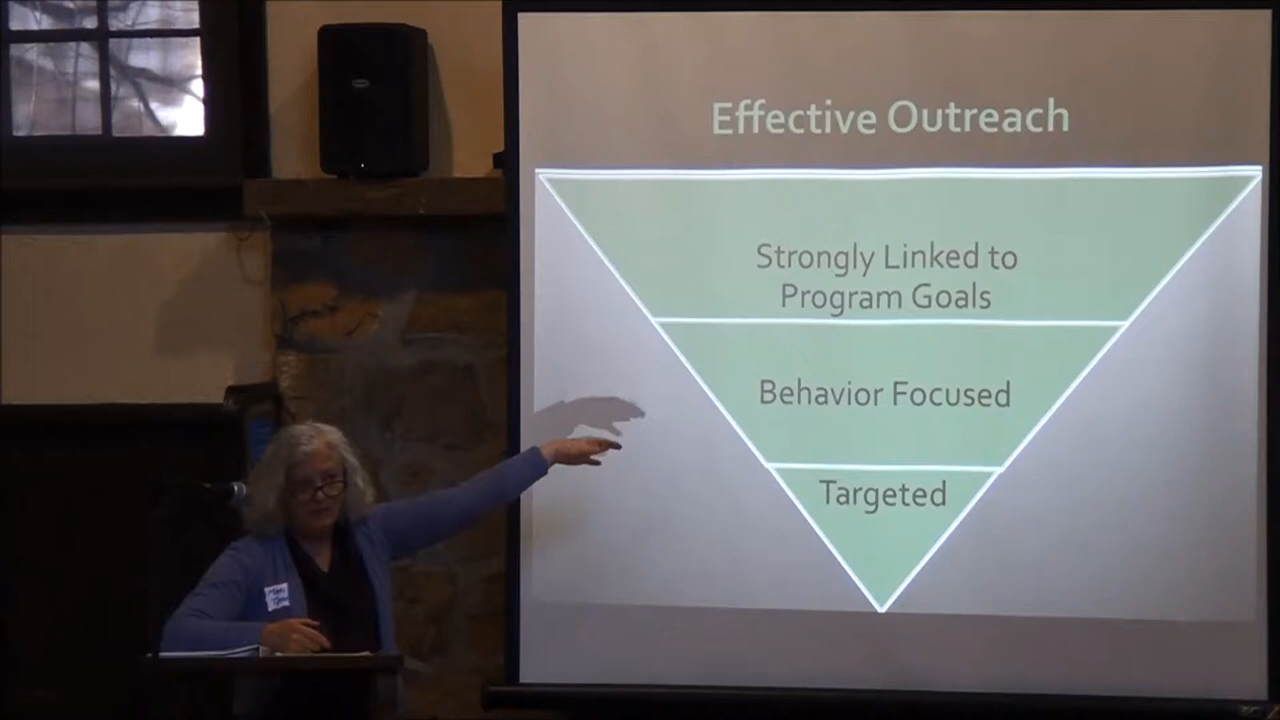 Effective Outreach
Strongly Linked to
Program Goals
Behavior Focused
Targeted